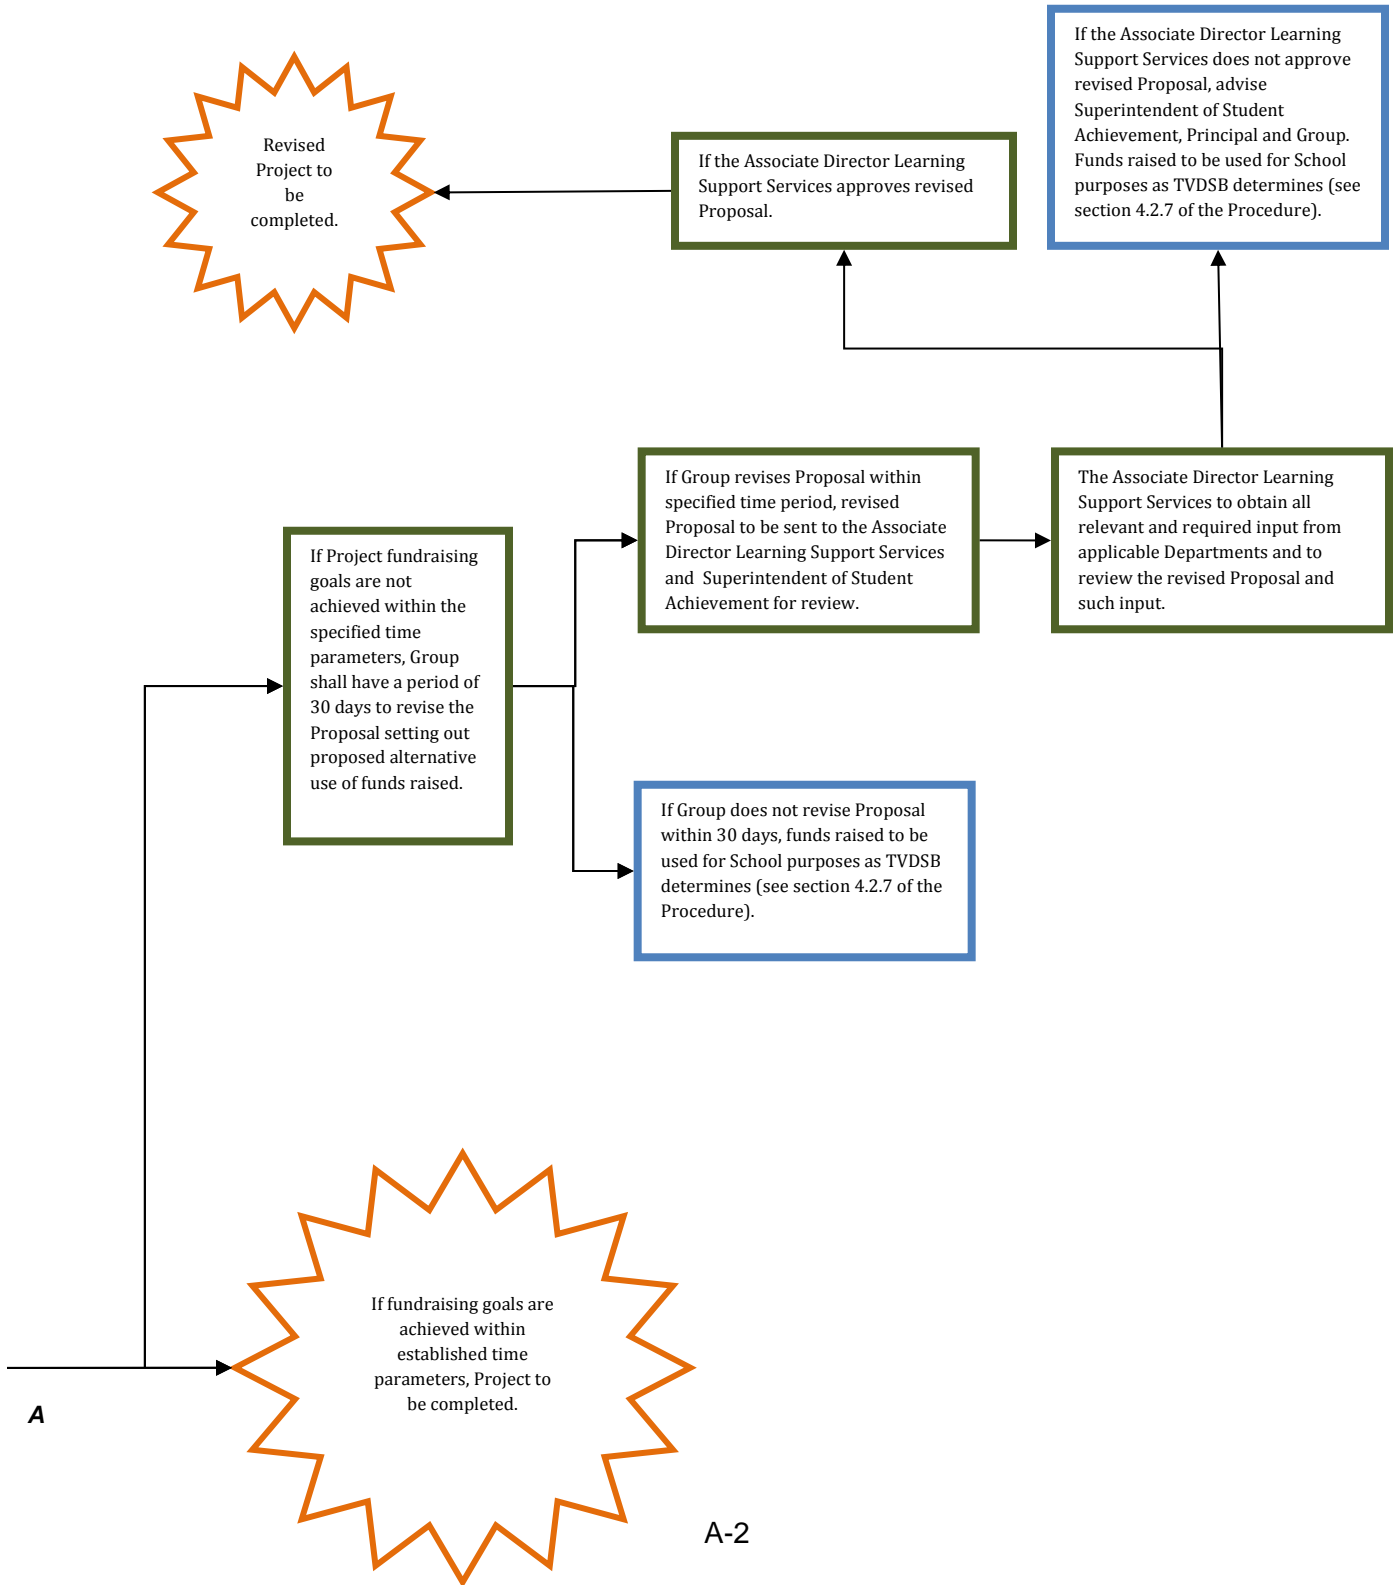 If the Associate Director Learning
Support Services does not approve
revised Proposal, advise
Superintendent of Student
Achievement, Principal and Group.
Funds raised to be used for School
purposes as TVDSB determines (see
section 4.2.7 of the Procedure).
Revised
Project to
be
completed.
If the Associate Director Learning
Support Services approves revised
Proposal.
If Group revises Proposal within
specified time period, revised
Proposal to be sent to the Associate
Director Learning Support Services
and Superintendent of Student
Achievement for review.
The Associate Director Learning
Support Services to obtain all
relevant and required input from
applicable Departments and to
review the revised Proposal and
such input.
If Project fundraising
goals are not
achieved within the
specified time
parameters, Group
shall have a period of
30 days to revise the
Proposal setting out
proposed alternative
use of funds raised.
If Group does not revise Proposal
within 30 days, funds raised to be
used for School purposes as TVDSB
determines (see section 4.2.7 of the
Procedure).
If fundraising goals are
achieved within
established time
parameters, Project to
be completed.
A
A-2